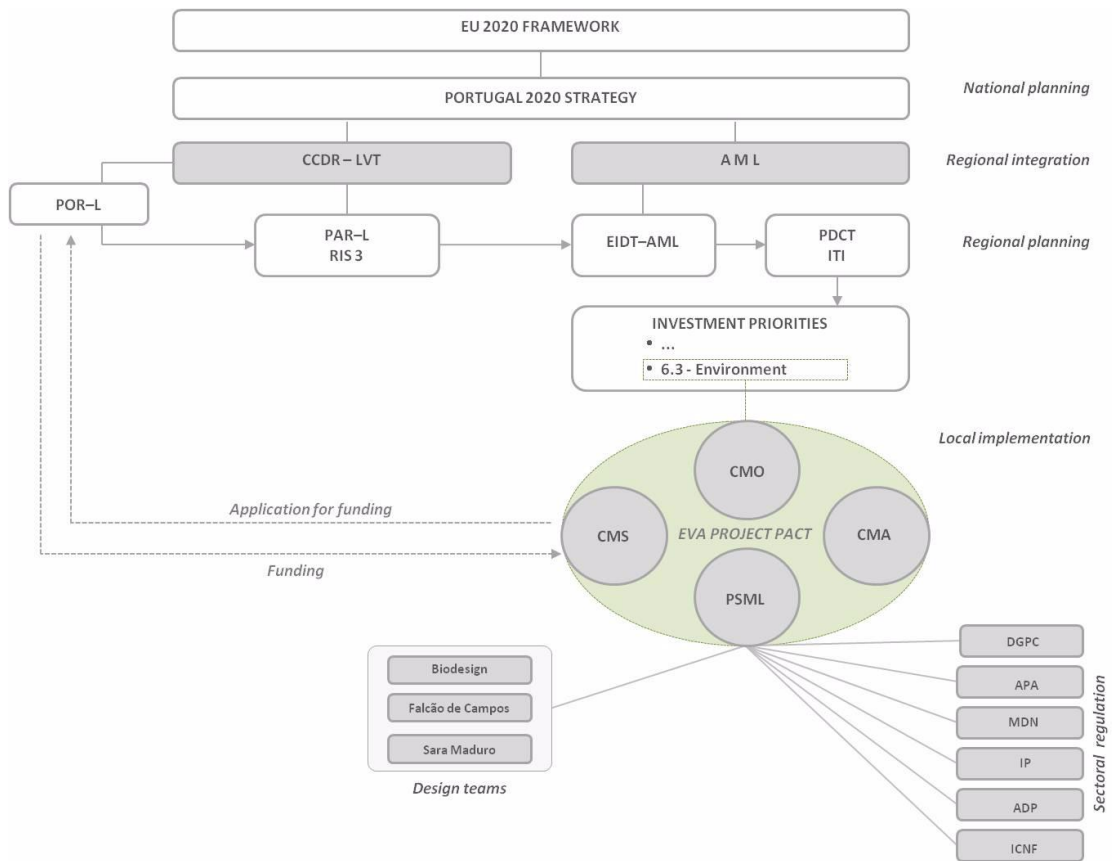 EU 2020 FRAMEWORK
PORTUGAL 2020 STRATEGY
National planning
CCDR – LVT
A M L
Regional integration
POR–L
PAR–L
RIS 3
EIDT–AML
PDCT
ITI
Regional planning
INVESTMENT PRIORITIES
• ...
• 6.3 - Environment
Local implementation
CMO
Application for funding
CMS
EVA PROJECT PACT
CMA
Funding
PSML
DGPC
Biodesign
APA
Falcão de Campos
MDN
Sara Maduro
IP
Design teams
ADP
ICNF
Sectoral regulation